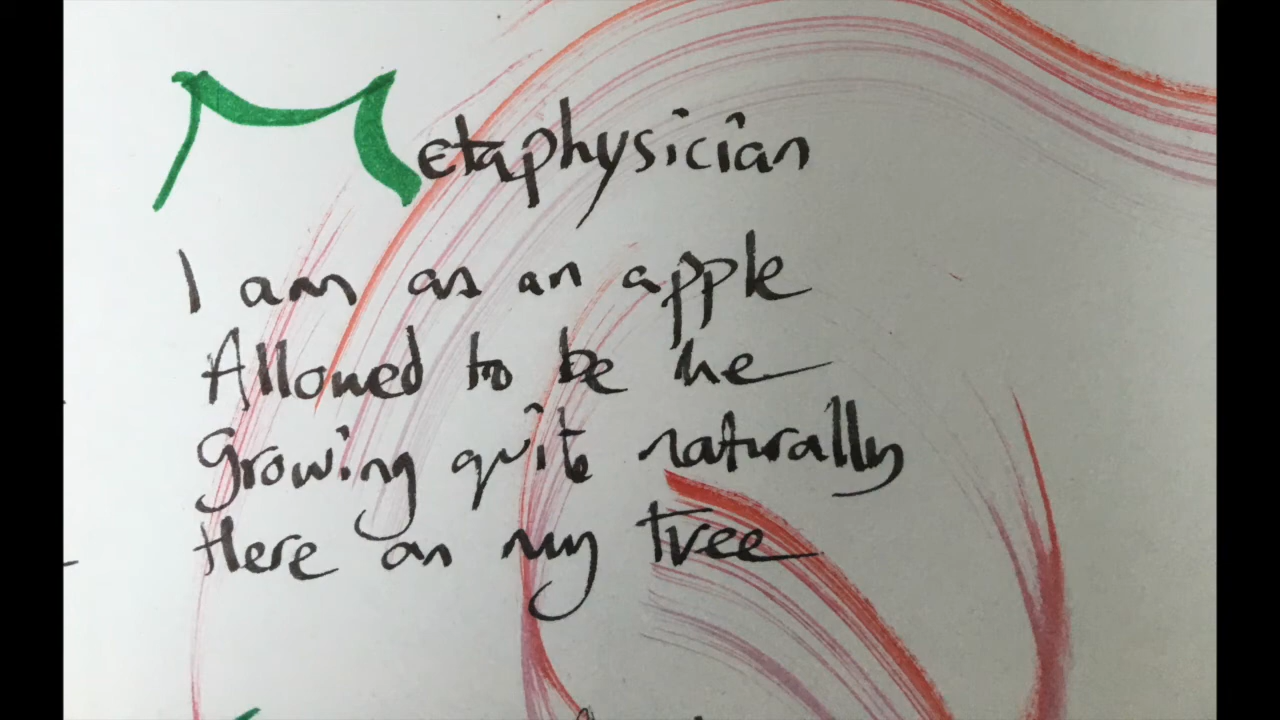 Metaphysician
I am as an apple
Allowed to be me
Growing quite naturally
Here on my tree